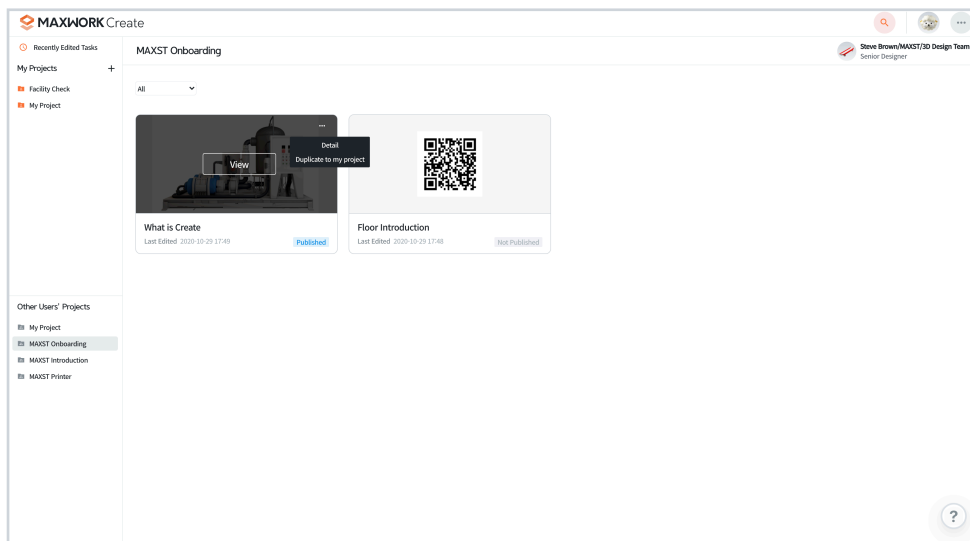 MAXWORK Create
Recently Edited Tasks
My Projects +
Facility Check
My Project
Other Users' Projects
My Project
MAXST Onboarding
MAXST Introduction
MAXST Printer
MAXST Onboarding
Steve Brown/MAXST/3D Design Team
Senior Designer
All
View
...
Detail
Duplicate to my project
What is Create
Last Edited 2020-10-29 17:49
Published
Floor Introduction
Last Edited 2020-10-29 17:48
Not Published
?